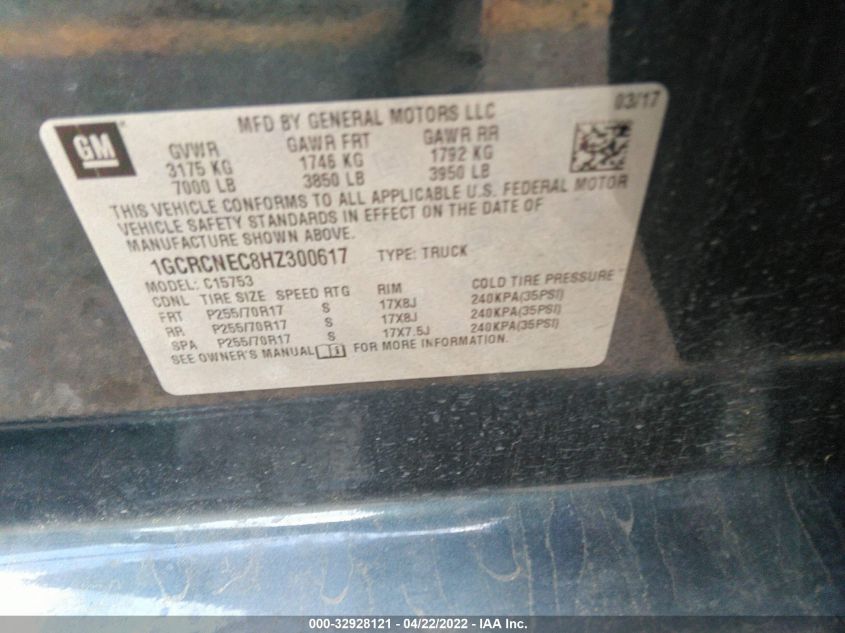 03/17
GM
MFD BY GENERAL MOTORS LLC
GVWR GAWR FRT GAWR RR
3175 KG 1746 KG 1792 KG
7000 LB 3850 LB 3950 LB
THIS VEHICLE CONFORMS TO ALL APPLICABLE U.S. FEDERAL MOTOR
VEHICLE SAFETY STANDARDS IN EFFECT ON THE DATE OF
MANUFACTURE SHOWN ABOVE.
1GCRCNEC8HZ300617 TYPE: TRUCK
MODEL: C15753
CDNL TIRE SIZE SPEED RTG RIM COLD TIRE PRESSURE
FRT P255/70R17 S 17X8J 240KPA(35PSI)
RR P255/70R17 S 17X8J 240KPA(35PSI)
SPA P255/70R17 S 17X7.5J 240KPA(35PSI)
SEE OWNER'S MANUAL FOR MORE INFORMATION.
000-32928121 - 04/22/2022 - IAA Inc.